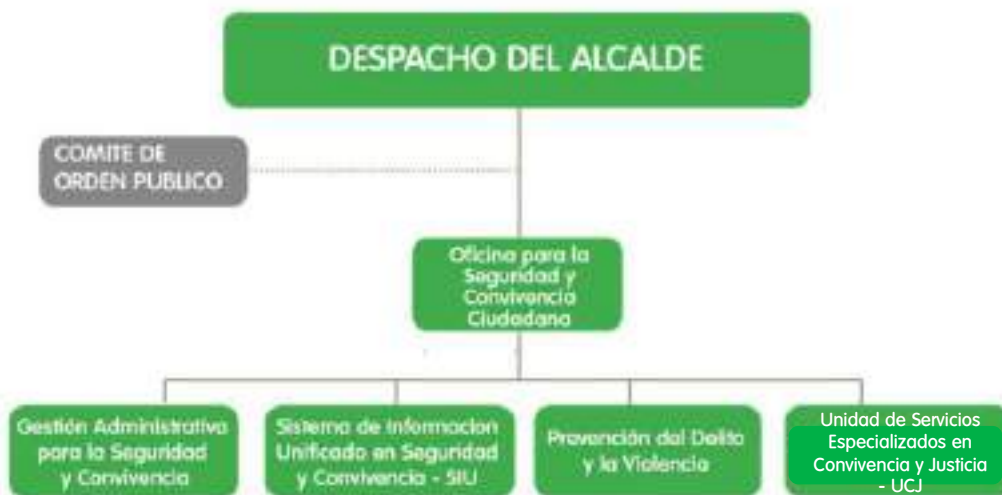 DESPACHO DEL ALCALDE
COMITE DE
ORDEN PUBLICO
Oficina para la
Seguridad y
Convivencia
Ciudadana
Gestión Administrativa
para la Seguridad
y Convivencia
Sistema de Informacion
Unificado en Seguridad
y Convivencia - SIU
Prevención del Delito
y la Violencia
Unidad de Servicios
Especializados en
Convivencia y Justicia
- UCJ